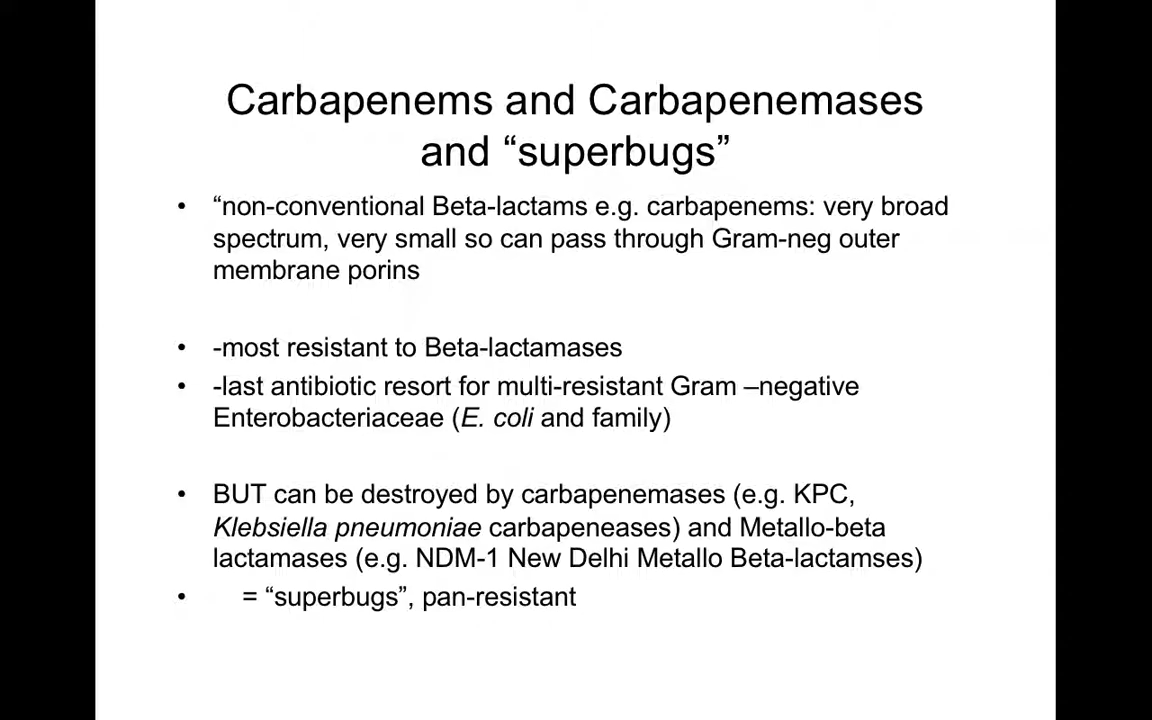 Carbapenems and Carbapenemases
and “superbugs”
• “non-conventional Beta-lactams e.g. carbapenems: very broad
spectrum, very small so can pass through Gram-neg outer
membrane porins
• -most resistant to Beta-lactamases
• -last antibiotic resort for multi-resistant Gram –negative
Enterobacteriaceae (E. coli and family)
• BUT can be destroyed by carbapenemases (e.g. KPC,
Klebsiella pneumoniae carbapeneases) and Metallo-beta
lactamases (e.g. NDM-1 New Delhi Metallo Beta-lactamses)
• = “superbugs”, pan-resistant